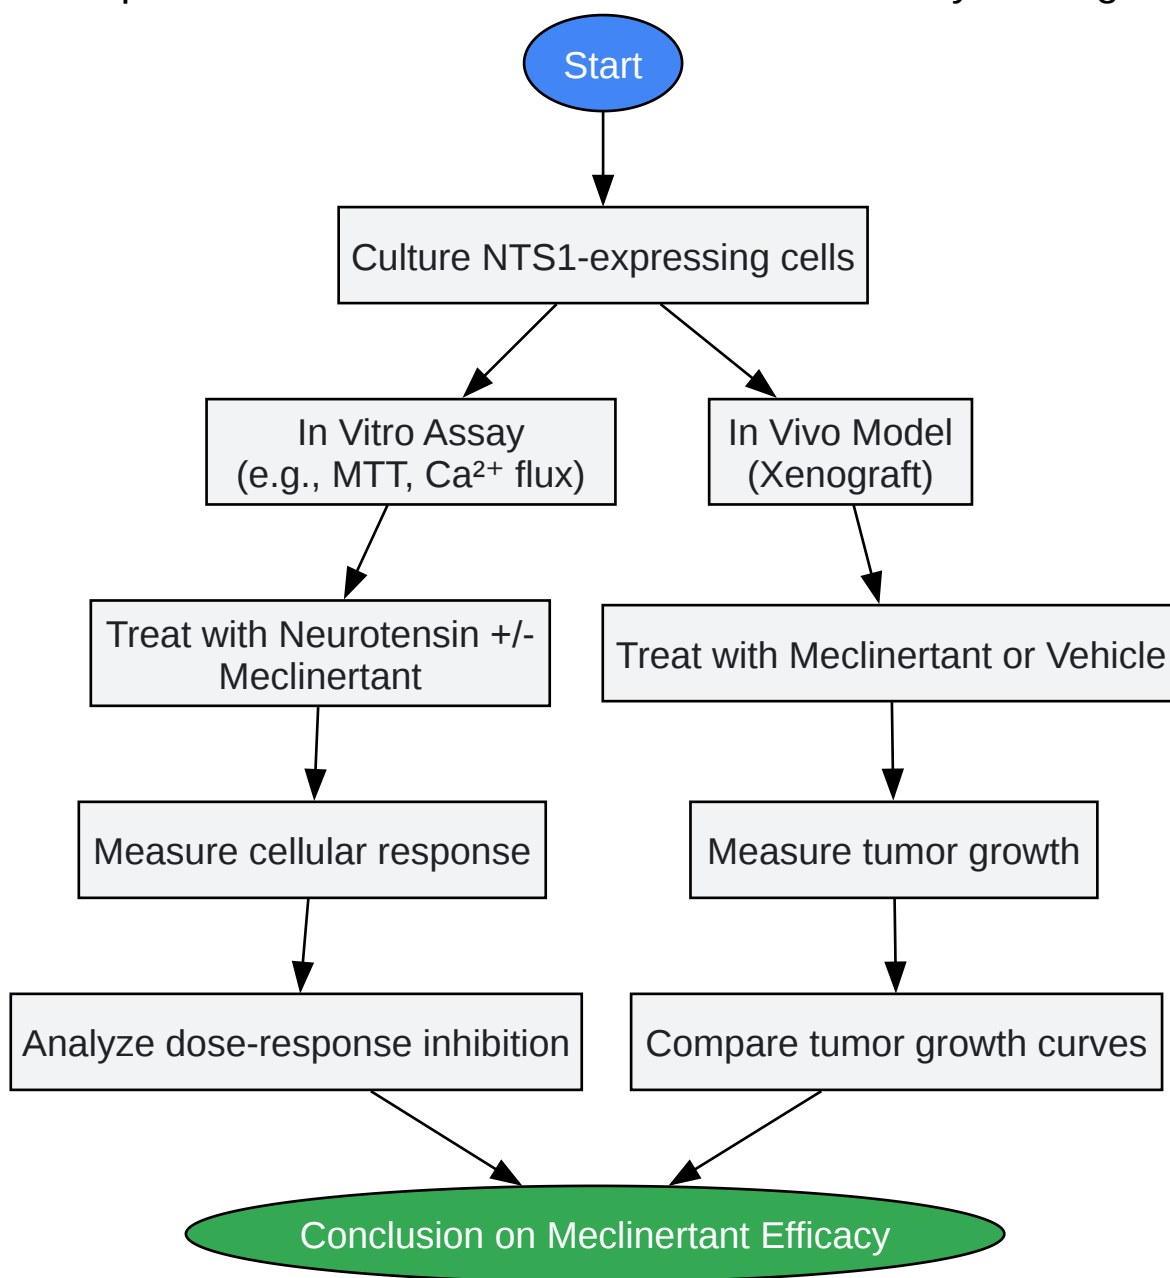 Start
Culture NTS1-expressing cells
In Vitro Assay
(e.g., MTT, Ca²⁺ flux)
In Vivo Model
(Xenograft)
Treat with Neurotensin +/-
Meclinertant
Treat with Meclinertant or Vehicle
Measure cellular response
Measure tumor growth
Analyze dose-response inhibition
Compare tumor growth curves
Conclusion on Meclinertant Efficacy